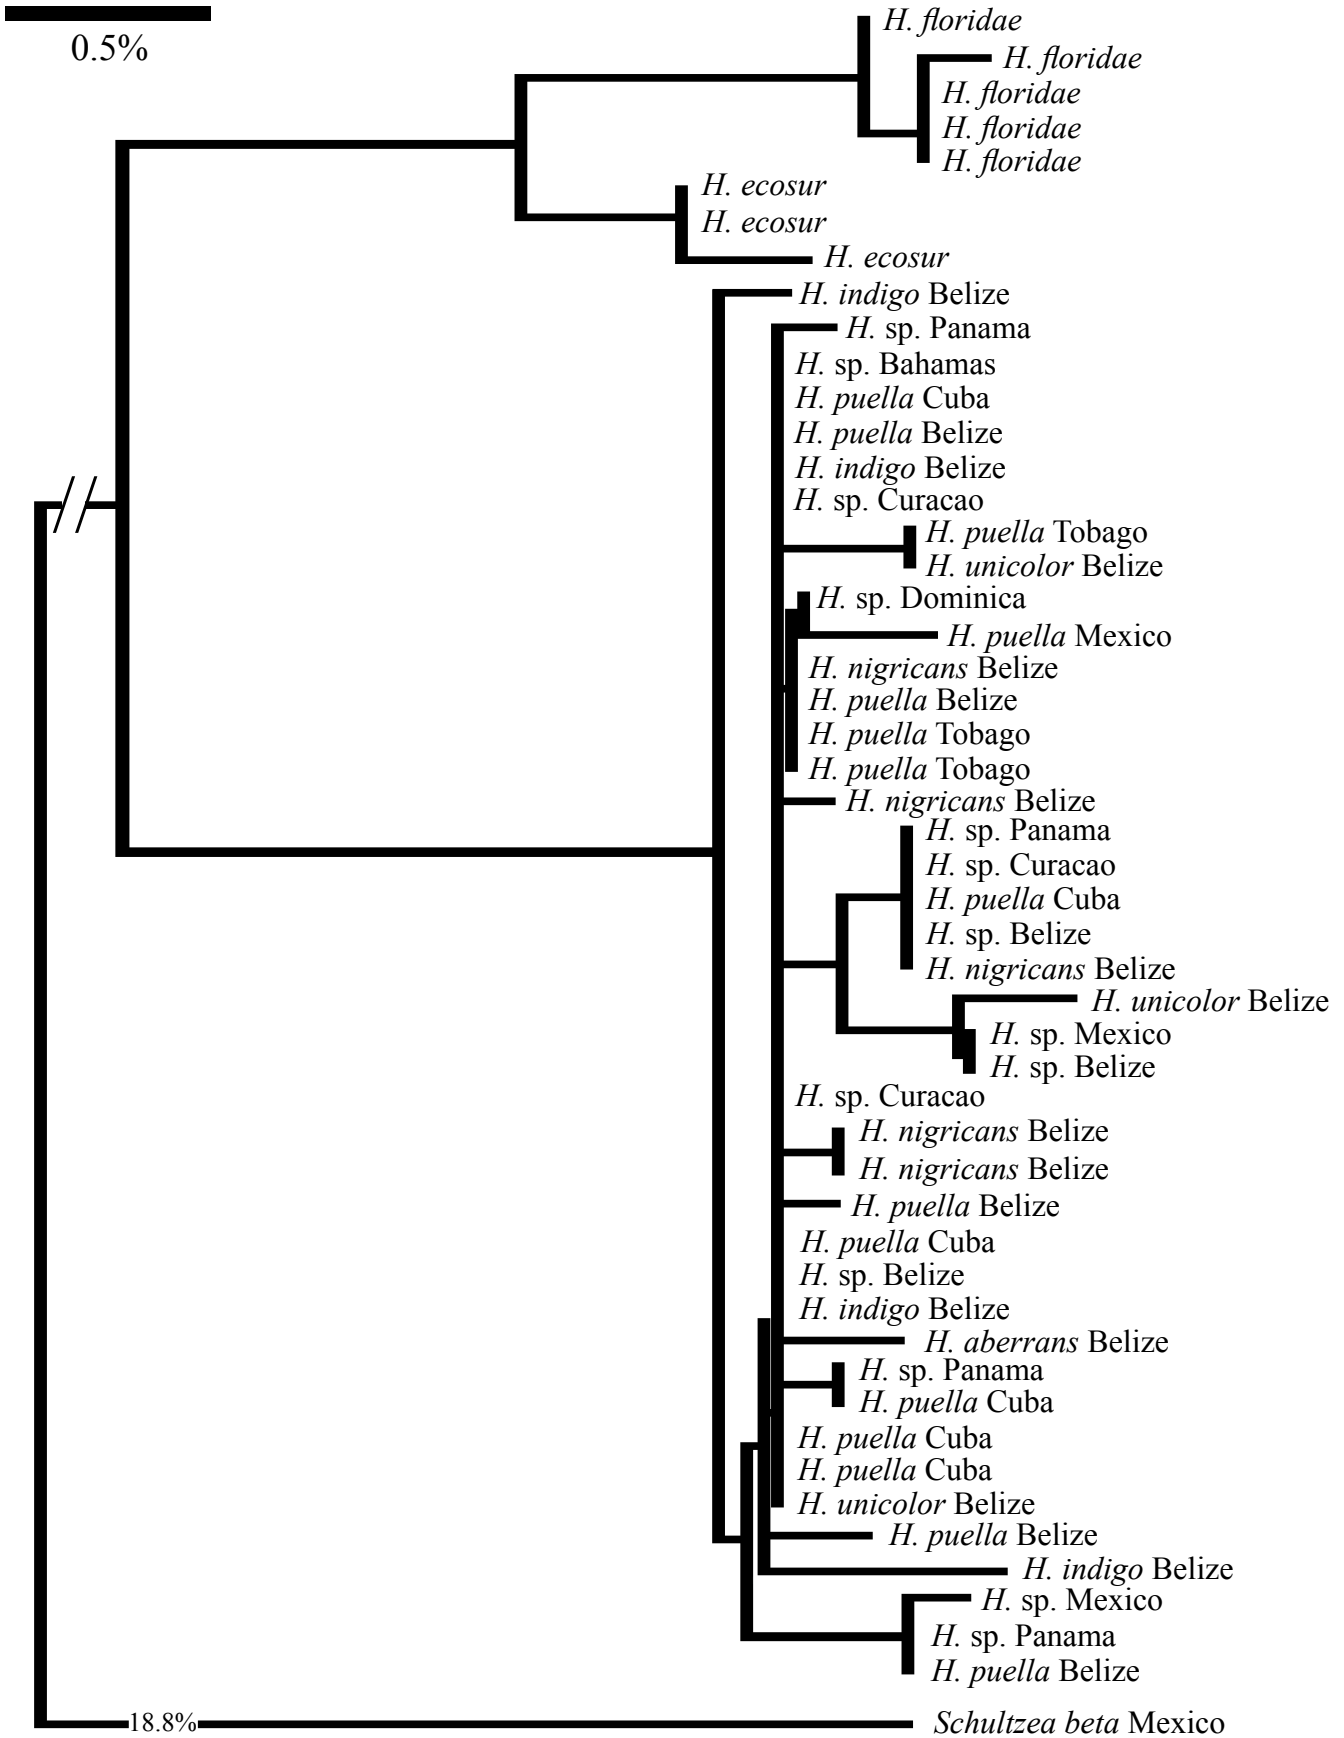 0.5%
H. floridae
H. floridae
H. floridae
H. floridae
H. floridae
H. ecosur
H. ecosur
H. ecosur
H. indigo Belize
H. sp. Panama
H. sp. Bahamas
H. puella Cuba
H. puella Belize
H. indigo Belize
H. sp. Curacao
H. puella Tobago
H. unicolor Belize
H. sp. Dominica
H. puella Mexico
H. nigricans Belize
H. puella Belize
H. puella Tobago
H. puella Tobago
H. nigricans Belize
H. sp. Panama
H. sp. Curacao
H. puella Cuba
H. sp. Belize
H. nigricans Belize
H. unicolor Belize
H. sp. Mexico
H. sp. Belize
H. sp. Curacao
H. nigricans Belize
H. nigricans Belize
H. puella Belize
H. puella Cuba
H. sp. Belize
H. indigo Belize
H. aberrans Belize
H. sp. Panama
H. puella Cuba
H. puella Cuba
H. puella Cuba
H. unicolor Belize
H. puella Belize
H. indigo Belize
H. sp. Mexico
H. sp. Panama
H. puella Belize
18.8% Schultzea beta Mexico